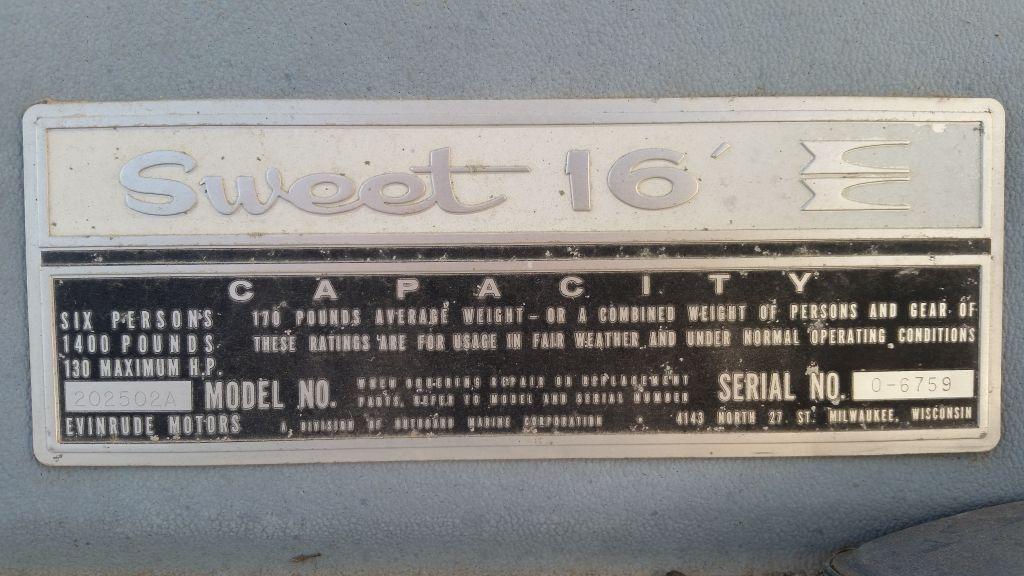 Sweet 16'
CAPACITY
SIX PERSONS 170 POUNDS AVERAGE WEIGHT - OR A COMBINED WEIGHT OF PERSONS AND GEAR OF
1400 POUNDS THESE RATINGS ARE FOR USAGE IN FAIR WEATHER AND UNDER NORMAL OPERATING CONDITIONS
130 MAXIMUM H.P.
202502A MODEL NO. WHEN ORDERING REPAIR OR REPLACEMENT SERIAL NO. 0-6759
PARTS, REFER TO MODEL AND SERIAL NUMBER
EVINRUDE MOTORS A DIVISION OF OUTBOARD MARINE CORPORATION 4143 NORTH 27 ST. MILWAUKEE, WISCONSIN